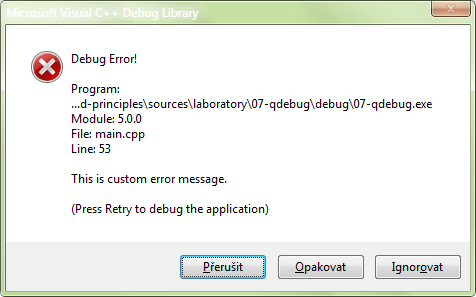 Microsoft Visual C++ Debug Library
Debug Error!
Program:
...d-principles\sources\laboratory\07-qdebug\debug\07-qdebug.exe
Module: 5.0.0
File: main.cpp
Line: 53
This is custom error message.
(Press Retry to debug the application)
Přerušit Opakovat Ignorovat